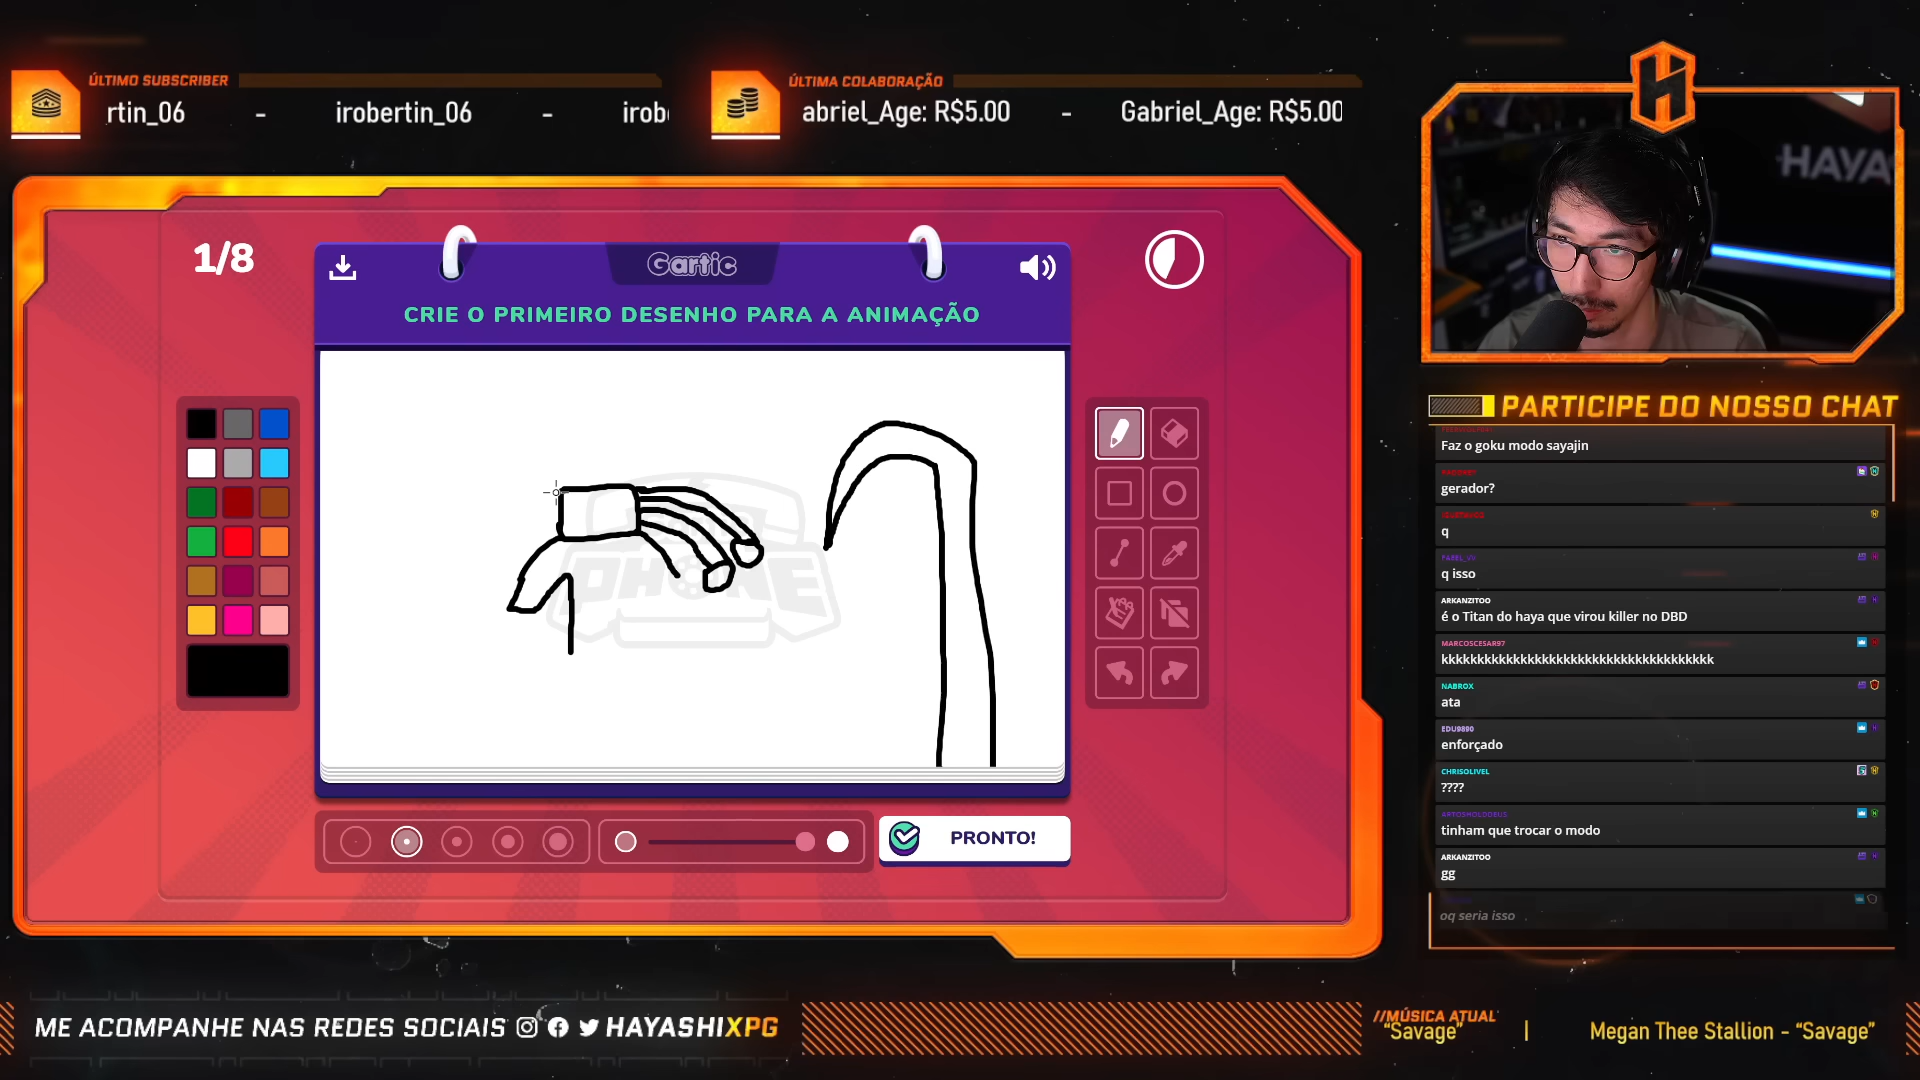 ÚLTIMO SUBSCRIBER
rtin_06 - irobertin_06 - irob
ÚLTIMA COLABORAÇÃO
abriel_Age: R$5.00 - Gabriel_Age: R$5.00
HAYA
1/8
Gartic
CRIE O PRIMEIRO DESENHO PARA A ANIMAÇÃO
PHONE
PRONTO!
PARTICIPE DO NOSSO CHAT
Faz o goku modo sayajin
gerador?
q
q isso
ARKANZITOO
é o Titan do haya que virou killer no DBD
MARCOSCESAR97
kkkkkkkkkkkkkkkkkkkkkkkkkkkkkkkkkkkkkk
NABROX
ata
EDU9890
enforçado
CHRISOLIVEL
????
ARTOSHOLDDEUS
tinham que trocar o modo
ARKANZITOO
gg
oq seria isso
ME ACOMPANHE NAS REDES SOCIAIS HAYASHIXPG
//MÚSICA ATUAL
“Savage” | Megan Thee Stallion - “Savage”